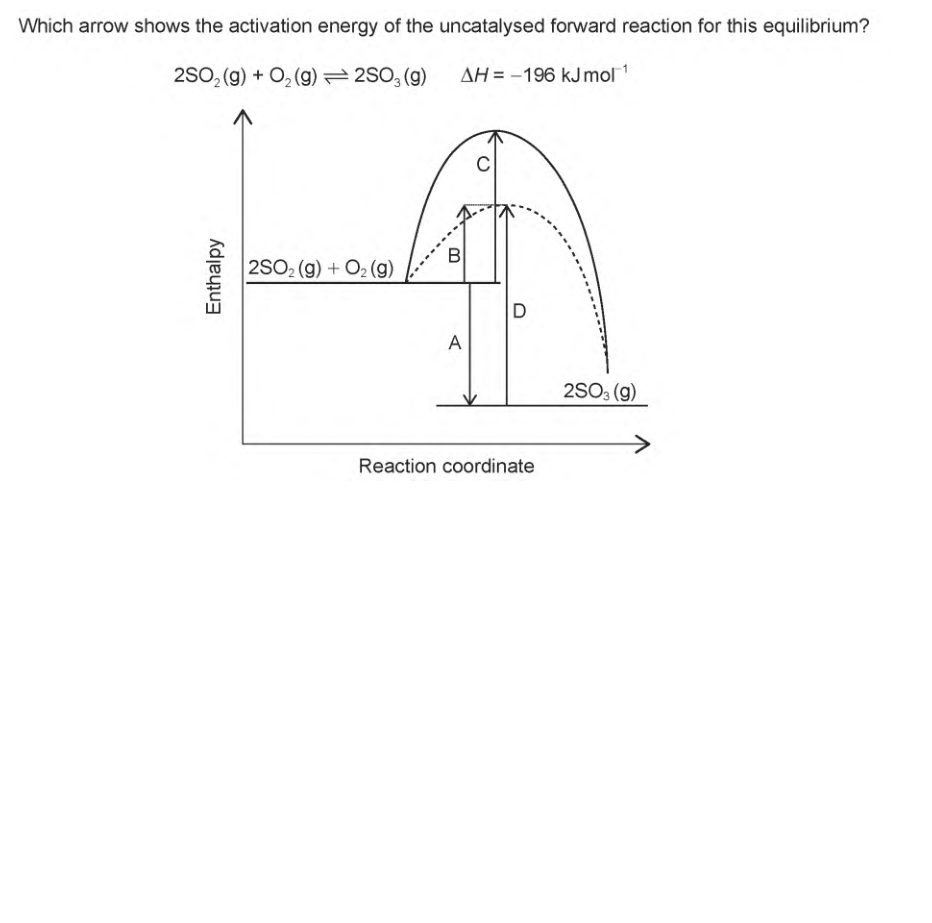 Which arrow shows the activation energy of the uncatalysed forward reaction for this equilibrium?
2SO₂(g) + O₂(g) ⇌ 2SO₃(g) ΔH = −196 kJ mol⁻¹
C
B
2SO₂(g) + O₂(g)
Enthalpy
D
A
2SO₃(g)
Reaction coordinate